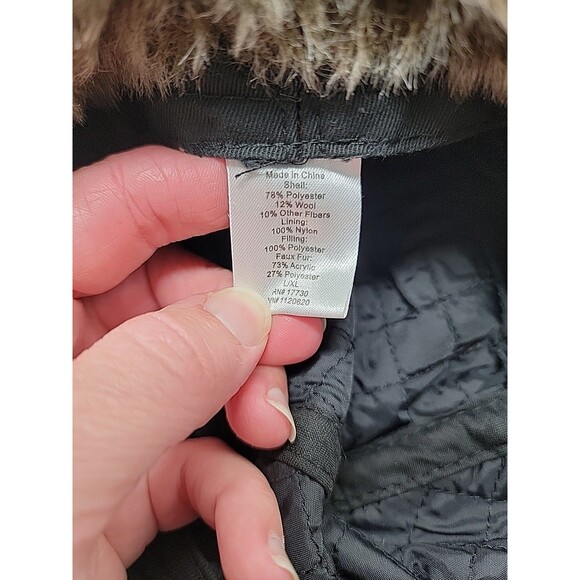 Made in China
Shell:
78% Polyester
12% Wool
10% Other Fibers
Lining:
100% Nylon
Filling:
100% Polyester
Faux Fur:
73% Acrylic
27% Polyester
L/XL
RN# 17730
VN# 1120620